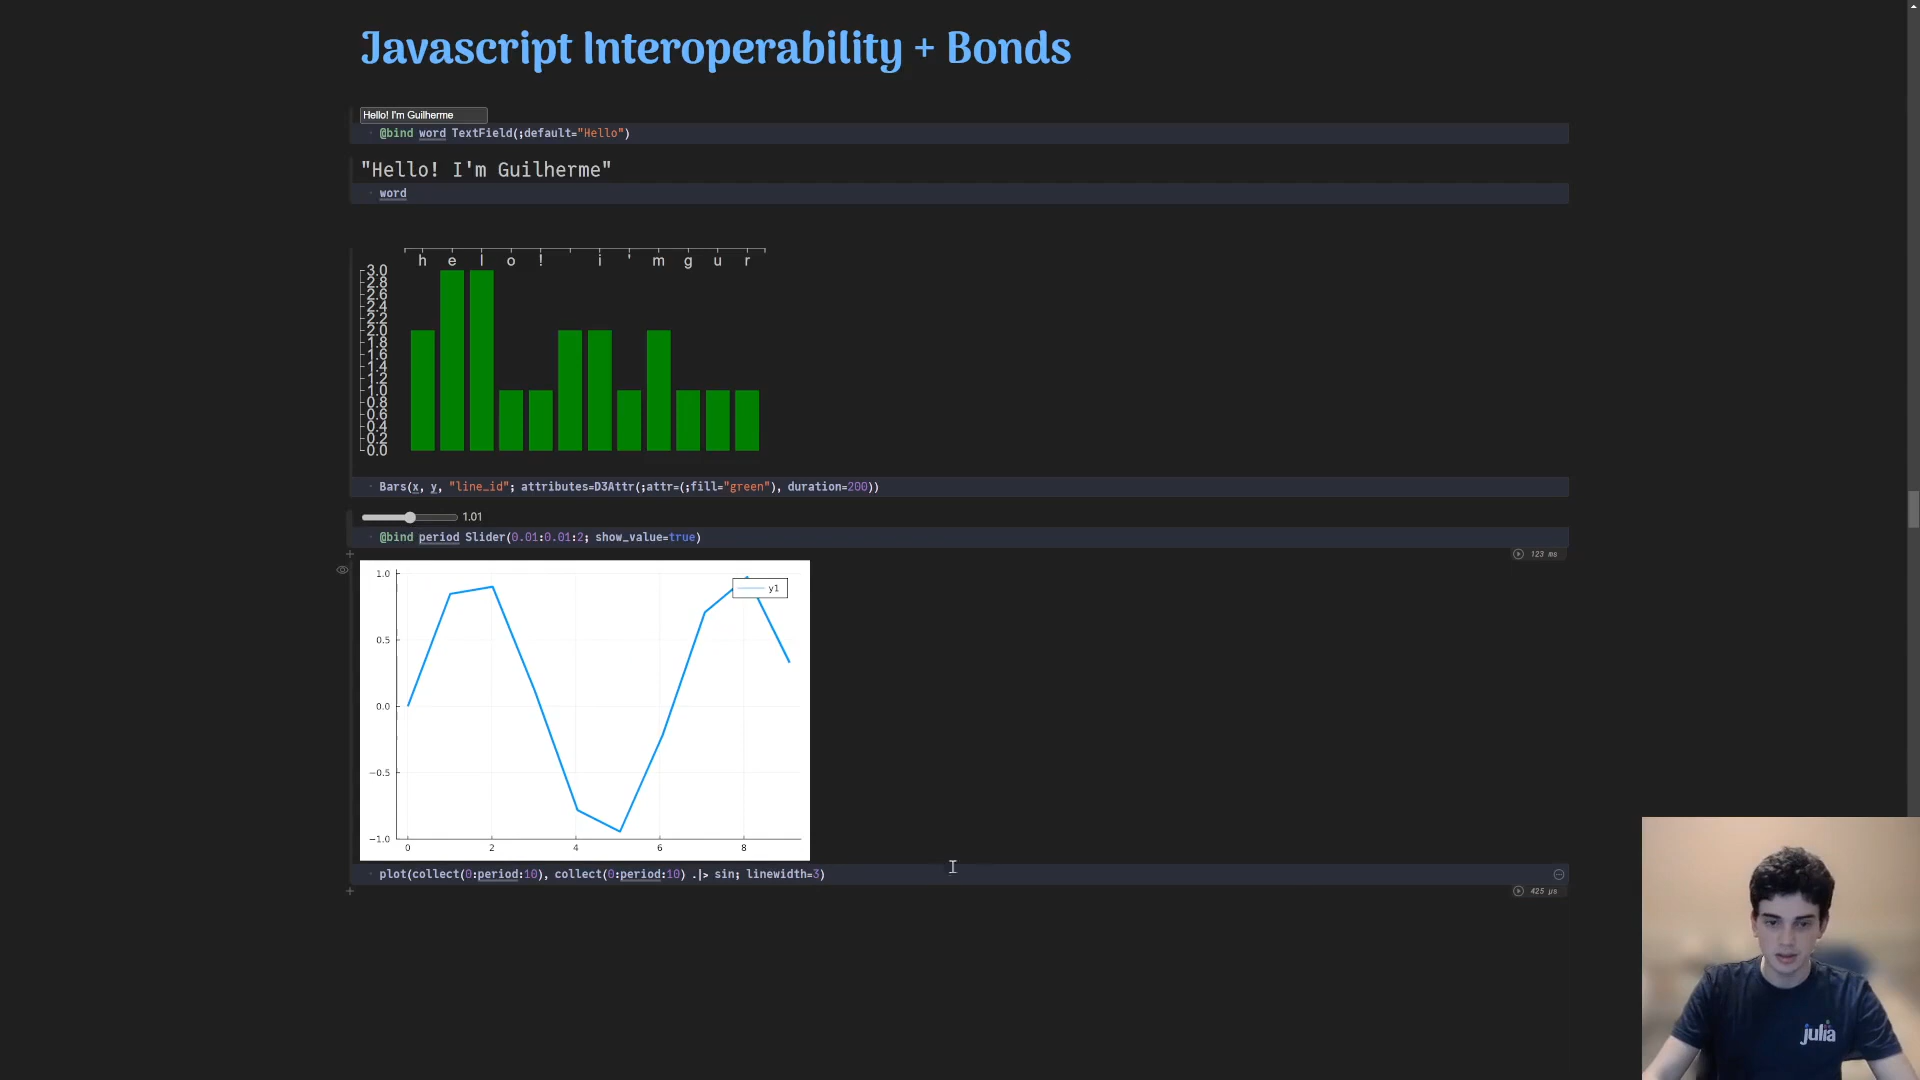 Javascript Interoperability + Bonds
Hello! I'm Guilherme
@bind word TextField(;default="Hello")
"Hello! I'm Guilherme"
word
h e l o ! i ' m g u r
3.0
2.8
2.6
2.4
2.2
2.0
1.8
1.6
1.4
1.2
1.0
0.8
0.6
0.4
0.2
0.0
Bars(x, y, "line_id"; attributes=D3Attr(;attr=(;fill="green"), duration=200))
1.01
@bind period Slider(0.01:0.01:2; show_value=true)
123 ms
1.0
y1
0.5
0.0
−0.5
−1.0
0 2 4 6 8
plot(collect(0:period:10), collect(0:period:10) .|> sin; linewidth=3)
425 μs
julia